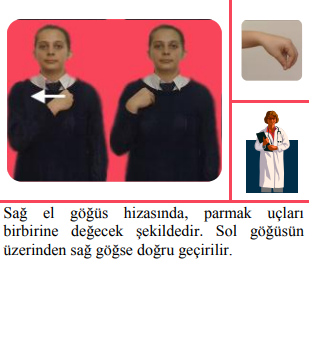 Sağ el göğüs hizasında, parmak uçları
birbirine değecek şekildedir. Sol göğüsün
üzerinden sağ göğse doğru geçirilir.